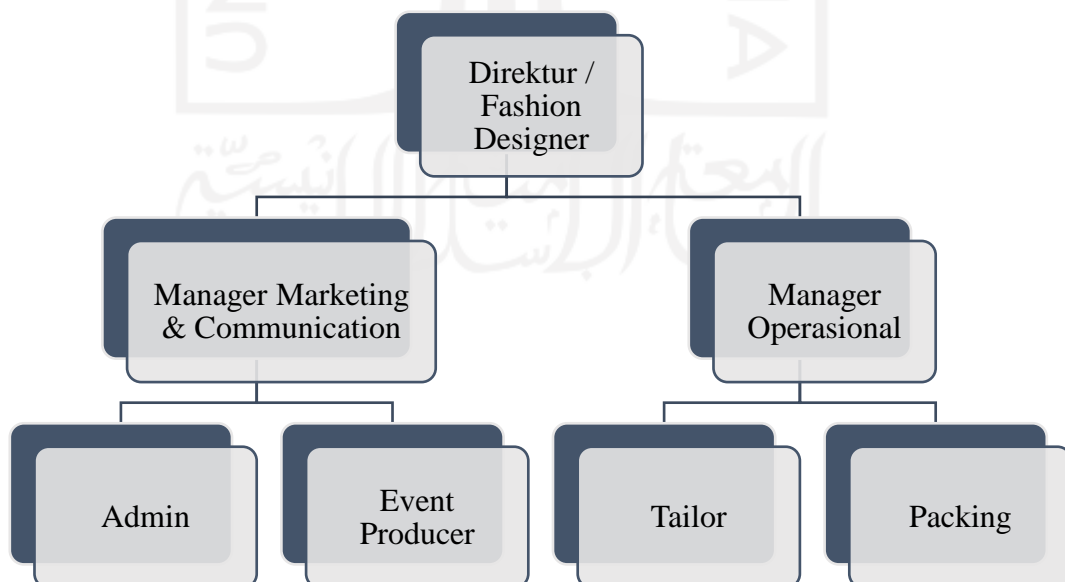 Direktur /
Fashion
Designer
Manager Marketing
& Communication
Manager
Operasional
Admin
Event
Producer
Tailor
Packing